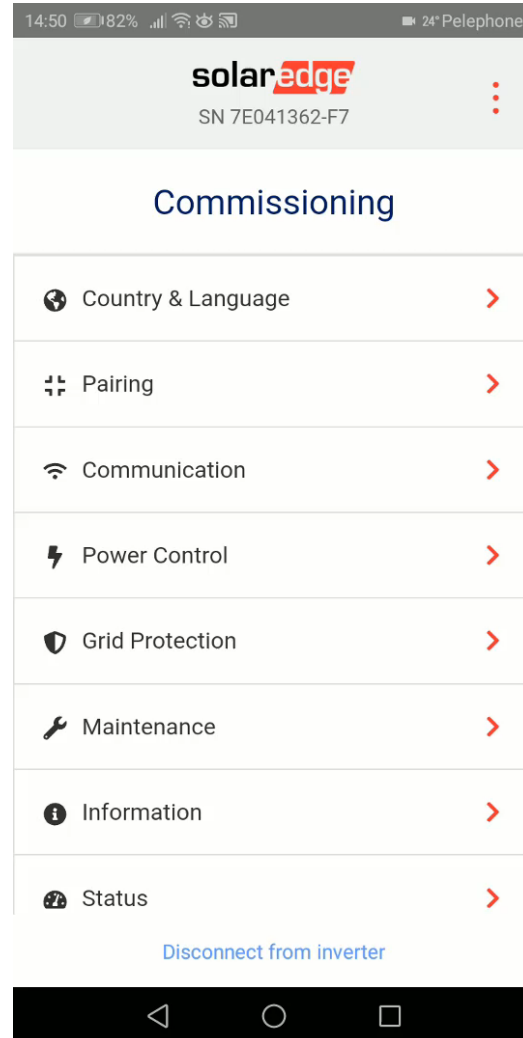 14:50 82% 24° Pelephone
solaredge
SN 7E041362-F7
Commissioning
Country & Language
Pairing
Communication
Power Control
Grid Protection
Maintenance
Information
Status
Disconnect from inverter